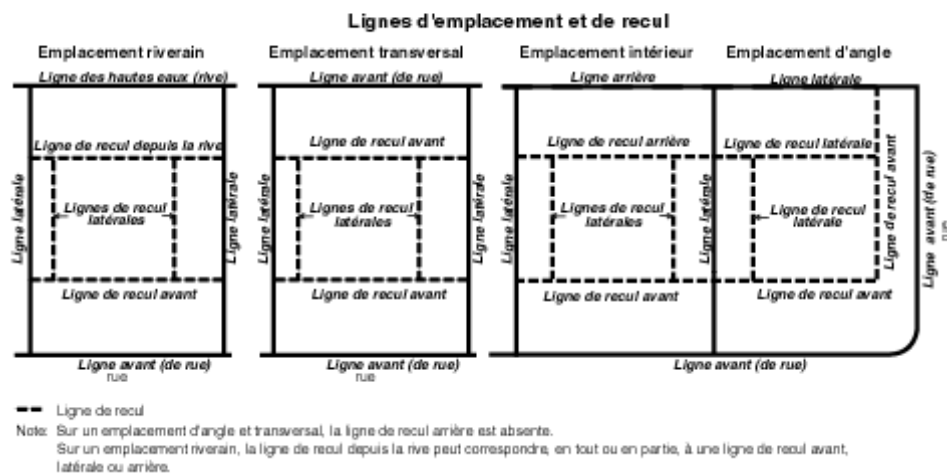 Lignes d'emplacement et de recul
Emplacement riverain
Emplacement transversal
Emplacement intérieur
Emplacement d'angle
Ligne des hautes eaux (rive)
Ligne avant (de rue)
Ligne arrière
Ligne latérale
Ligne de recul depuis la rive
Ligne de recul avant
Ligne de recul arrière
Ligne de recul latérale
Ligne latérale
Lignes de recul
latérales
Ligne latérale
Ligne latérale
Lignes de recul
latérales
Ligne latérale
Ligne latérale
Lignes de recul
latérales
Ligne latérale
Ligne de recul
latérale
Ligne de recul avant
Ligne avant (de rue)
rue
Ligne de recul avant
Ligne de recul avant
Ligne de recul avant
Ligne de recul avant
Ligne avant (de rue)
rue
Ligne avant (de rue)
rue
Ligne avant (de rue)
Ligne de recul
Note: Sur un emplacement d'angle et transversal, la ligne de recul arrière est absente.
Sur un emplacement riverain, la ligne de recul depuis la rive peut correspondre, en tout ou en partie, à une ligne de recul avant,
latérale ou arrière.